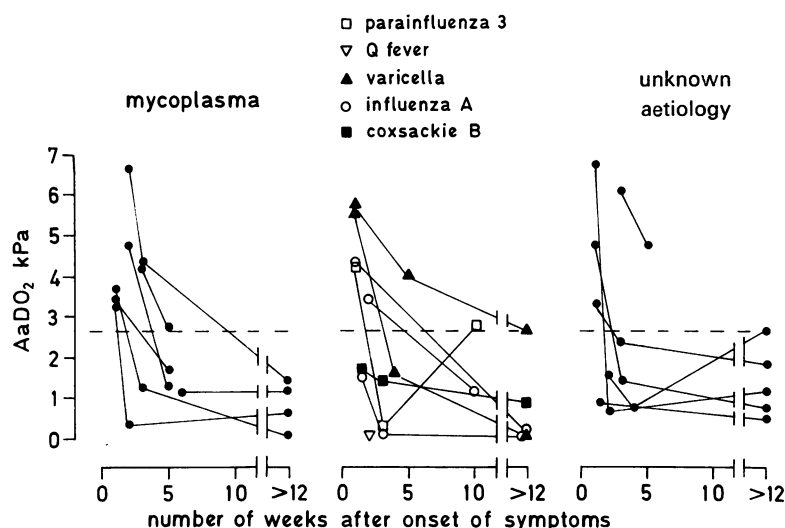 parainfluenza 3
Q fever
varicella
influenza A
coxsackie B
mycoplasma
unknown
aetiology
AaDO₂ kPa
7
6
5
4
3
2
1
0
0 5 10 >12
0 5 10 >12
0 5 10 >12
number of weeks after onset of symptoms